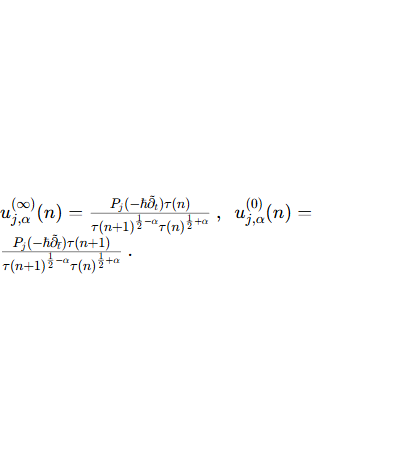 $u_{j,\alpha}^{(\infty)}(n) = \frac{P_j(-\hbar\tilde{\partial}_t)\tau(n)}{\tau(n+1)^{\frac{1}{2}-\alpha}\tau(n)^{\frac{1}{2}+\alpha}}\ ,\ \ u_{j,\alpha}^{(0)}(n) =$
$\frac{P_j(-\hbar\tilde{\partial}_{\bar{t}})\tau(n+1)}{\tau(n+1)^{\frac{1}{2}-\alpha}\tau(n)^{\frac{1}{2}+\alpha}}\ .$